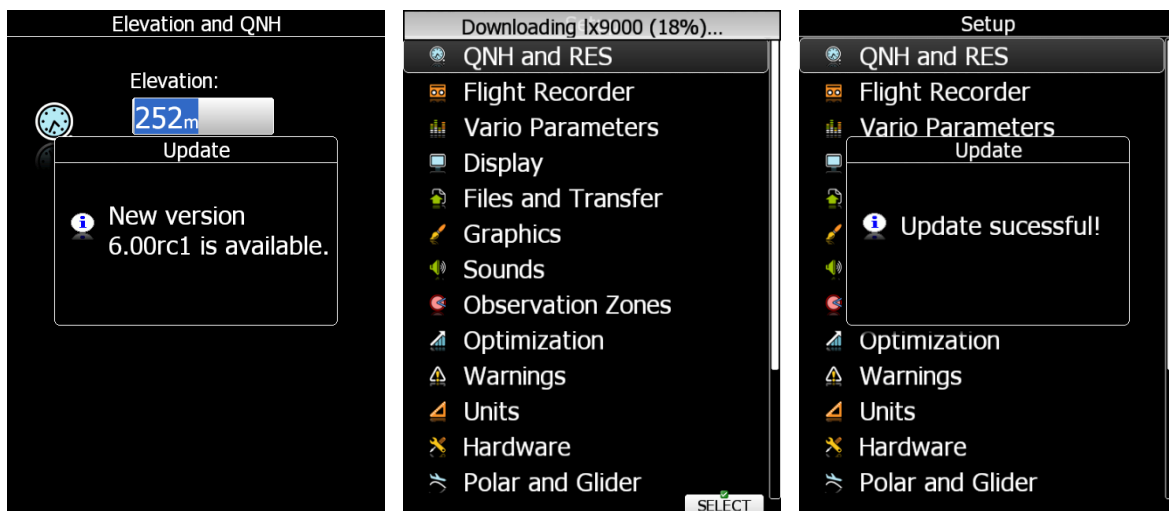 Elevation and QNH
Elevation:
252m
Update
New version
6.00rc1 is available.
Downloading lx9000 (18%)...
QNH and RES
Flight Recorder
Vario Parameters
Display
Files and Transfer
Graphics
Sounds
Observation Zones
Optimization
Warnings
Units
Hardware
Polar and Glider
SELECT
Setup
QNH and RES
Flight Recorder
Vario Parameters
Update
Update sucessful!
Optimization
Warnings
Units
Hardware
Polar and Glider